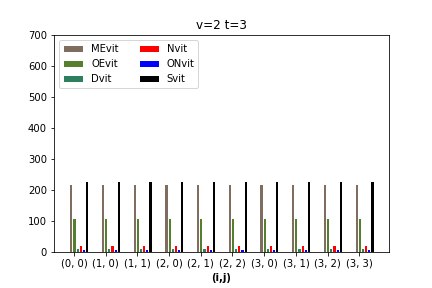 v=2 t=3
700
600
500
400
300
200
100
0
MEvit
OEvit
Dvit
Nvit
ONvit
Svit
(0, 0) (1, 0) (1, 1) (2, 0) (2, 1) (2, 2) (3, 0) (3, 1) (3, 2) (3, 3)
(i,j)